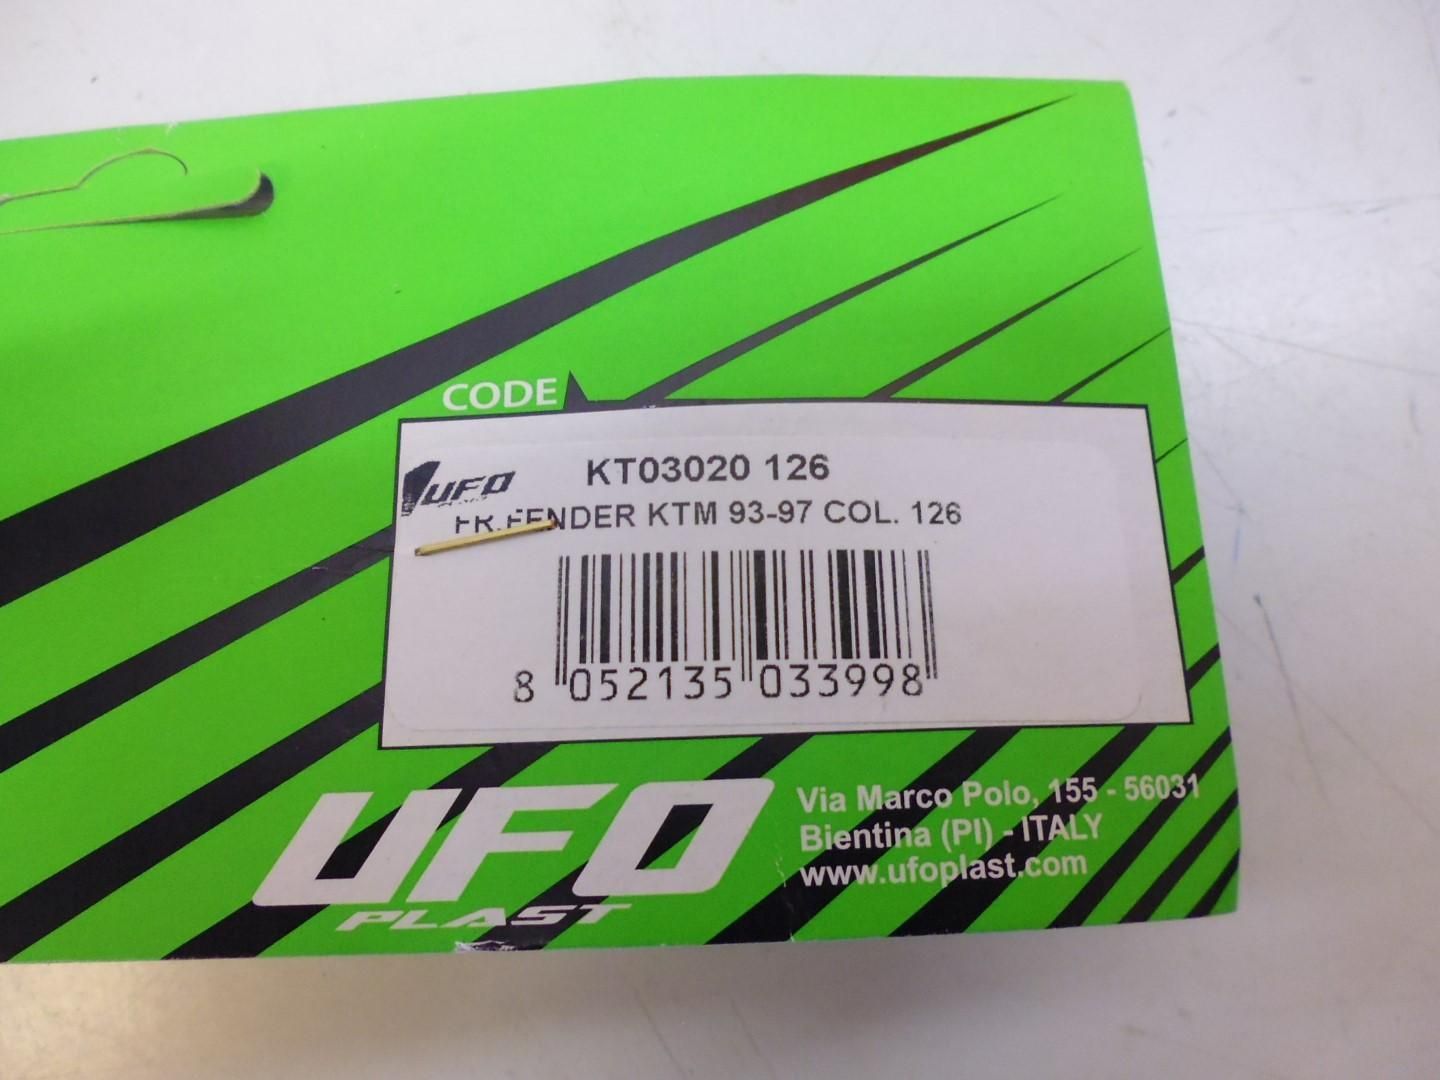 CODE
UFO
KT03020 126
FR.FENDER KTM 93-97 COL. 126
8 052135 033998
UFO
PLAST
Via Marco Polo, 155 - 56031
Bientina (PI) - ITALY
www.ufoplast.com